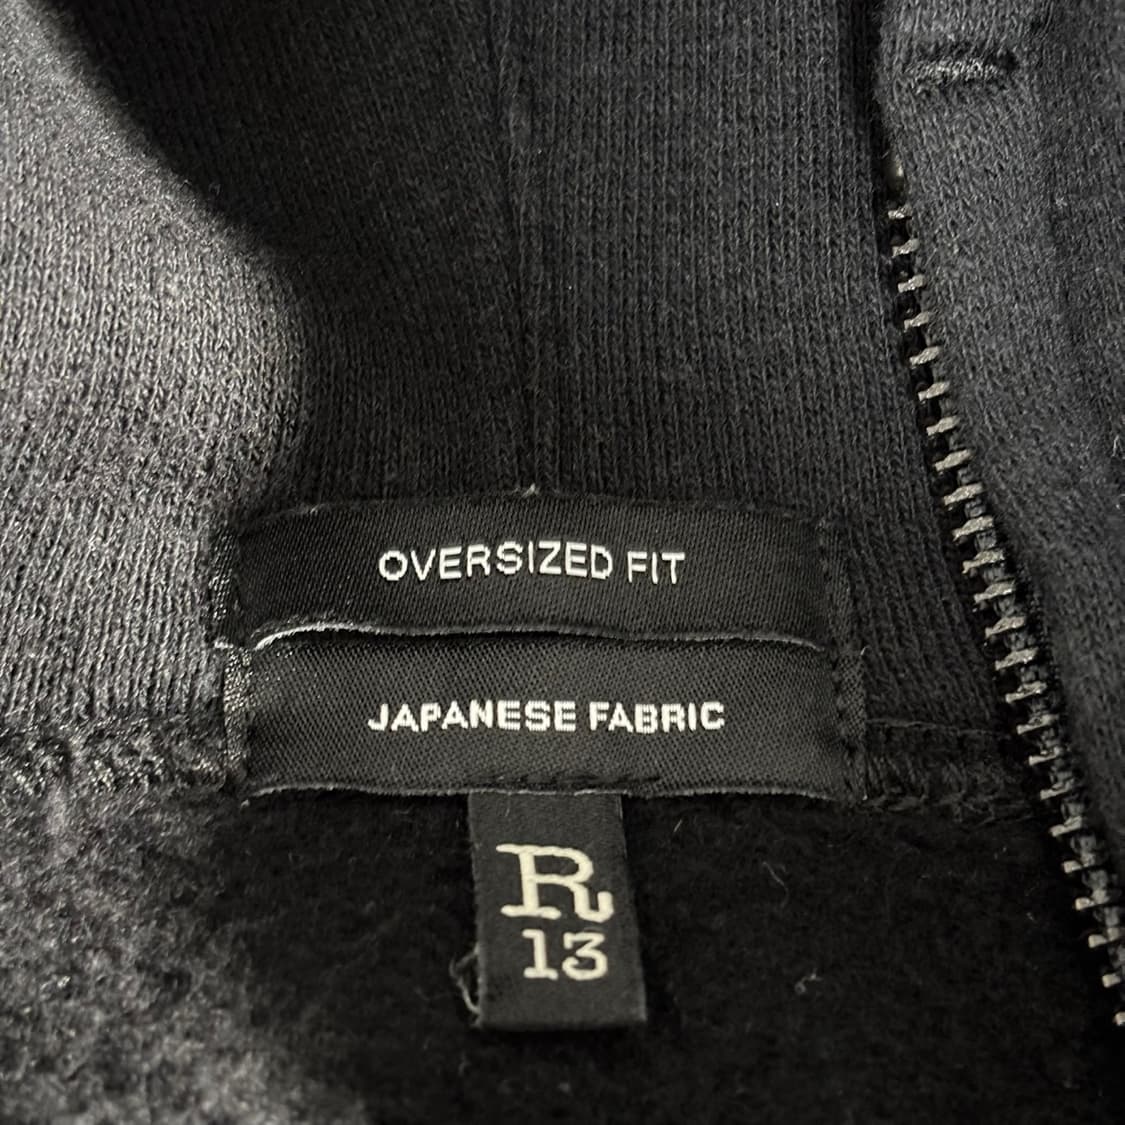 OVERSIZED FIT
JAPANESE FABRIC
R
13